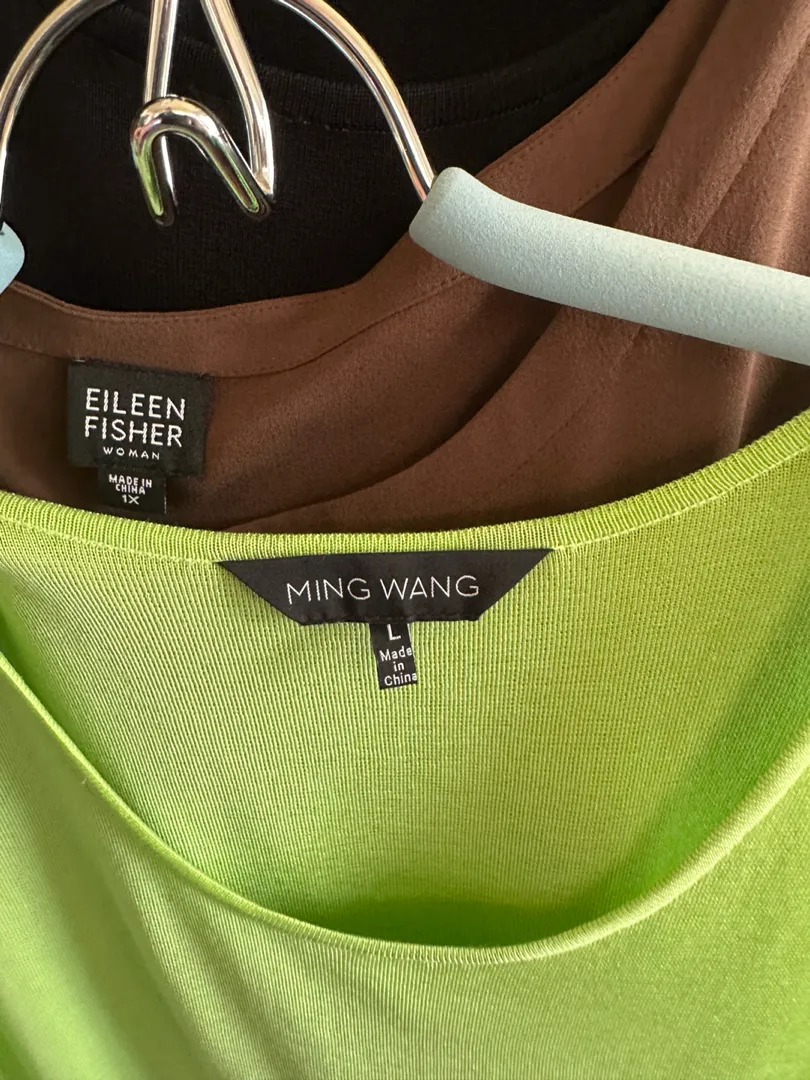 EILEEN
FISHER
WOMAN
MADE IN
CHINA
1X
MING WANG
L
Made
in
China